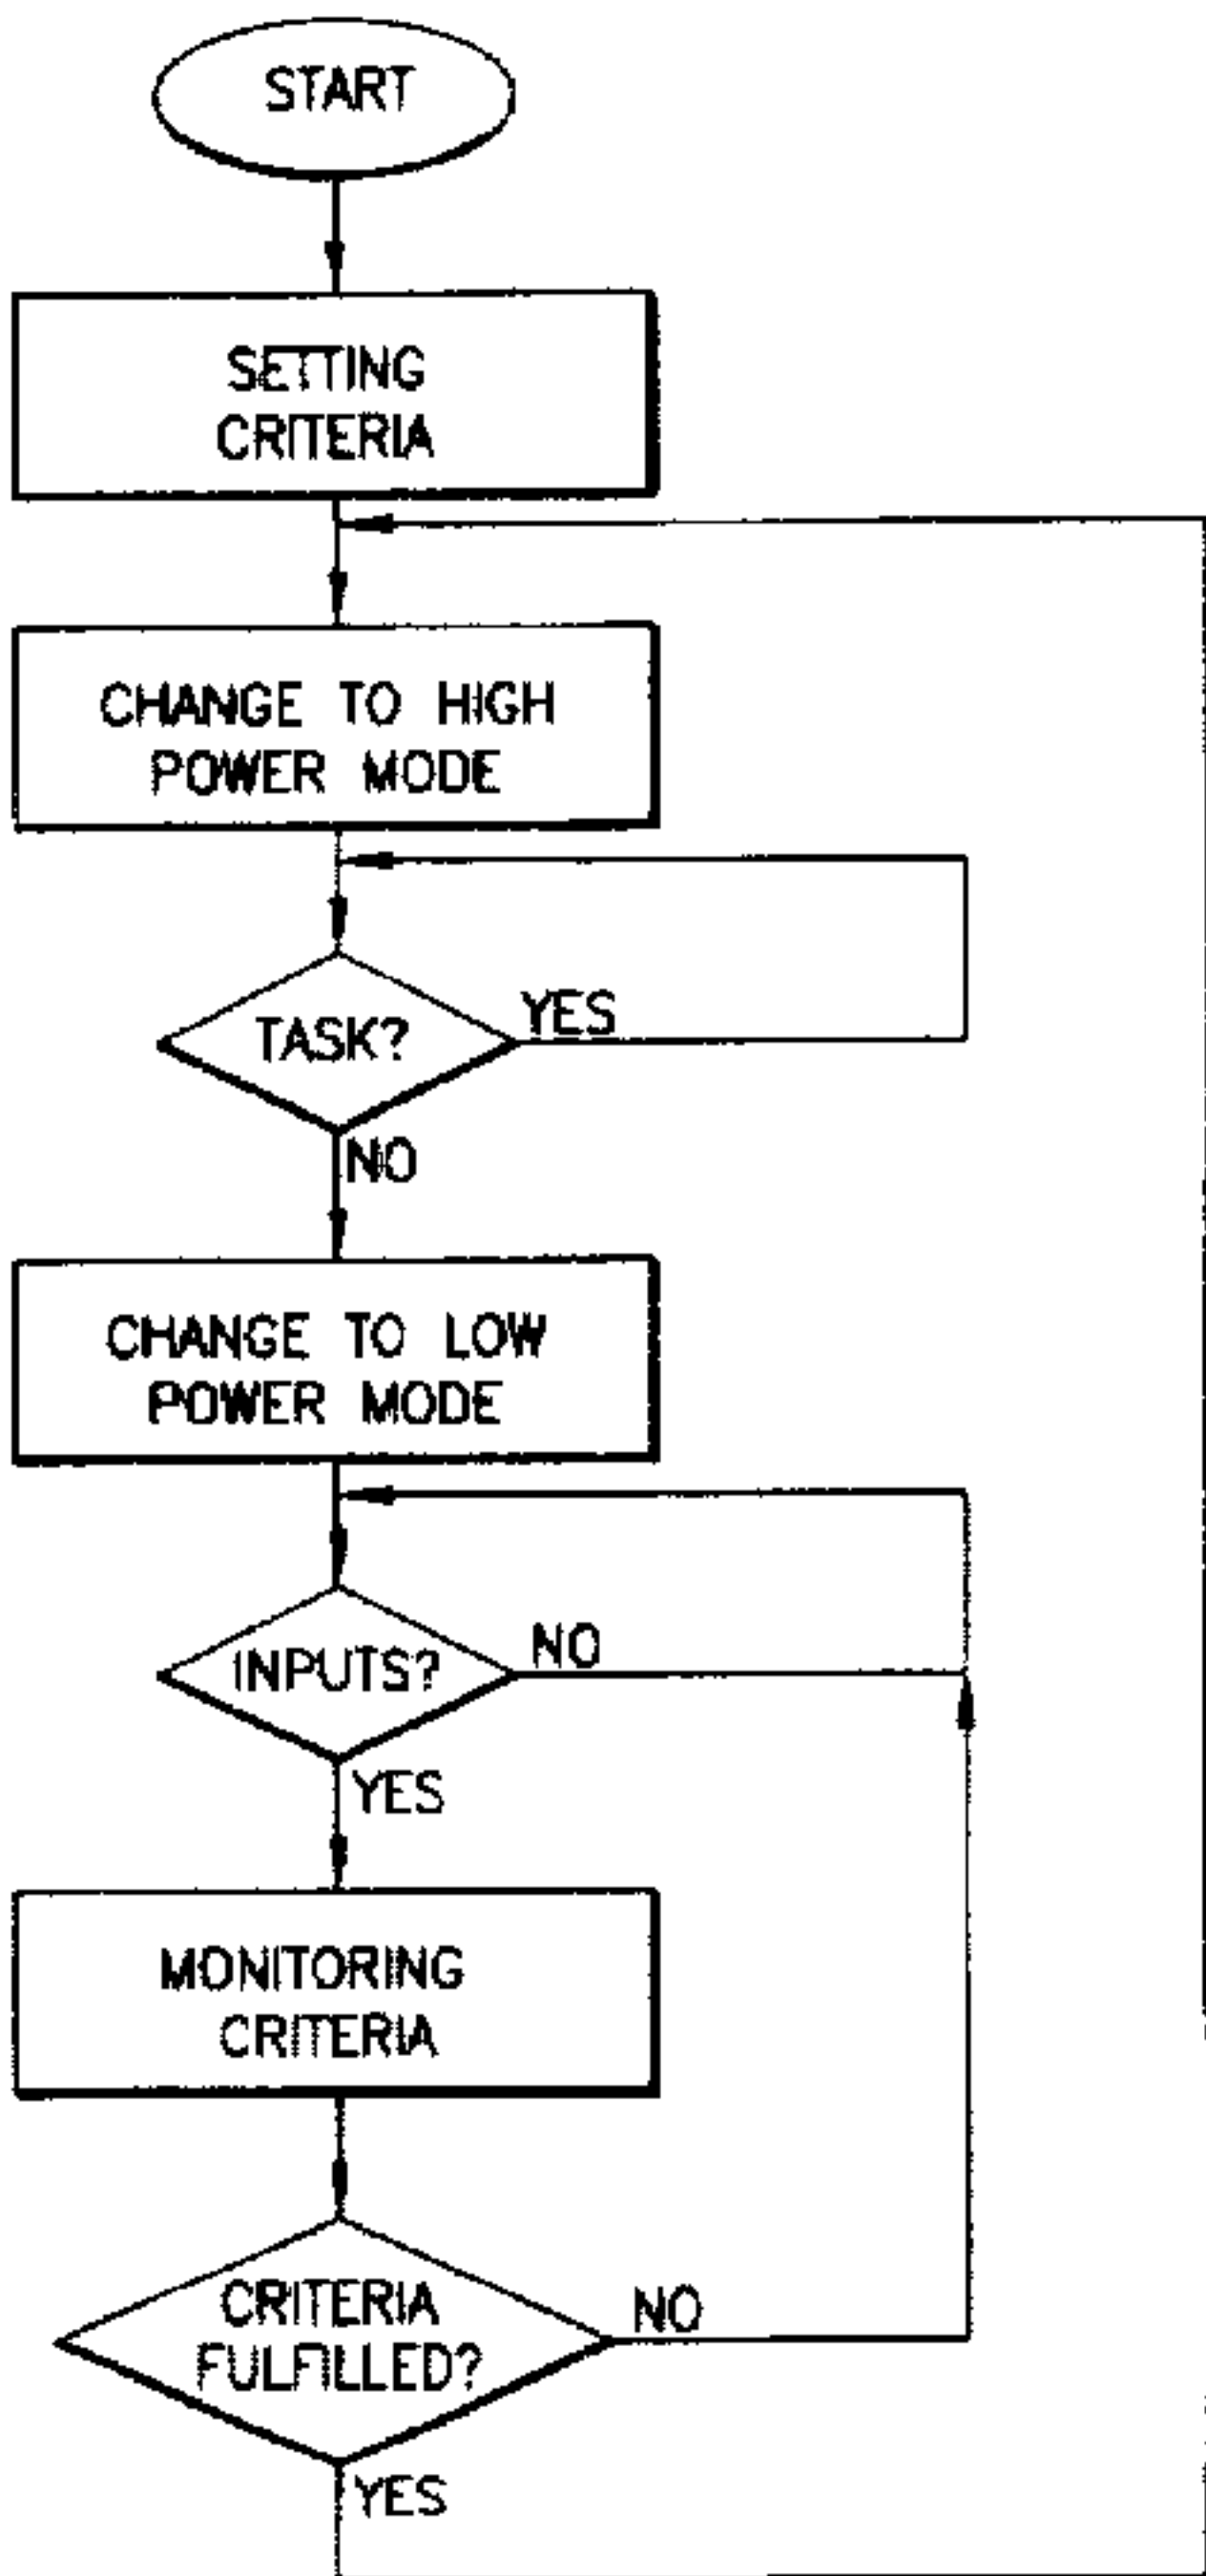 START
SETTING
CRITERIA
CHANGE TO HIGH
POWER MODE
TASK?
YES
NO
CHANGE TO LOW
POWER MODE
INPUTS?
NO
YES
MONITORING
CRITERIA
CRITERIA
FULFILLED?
NO
YES